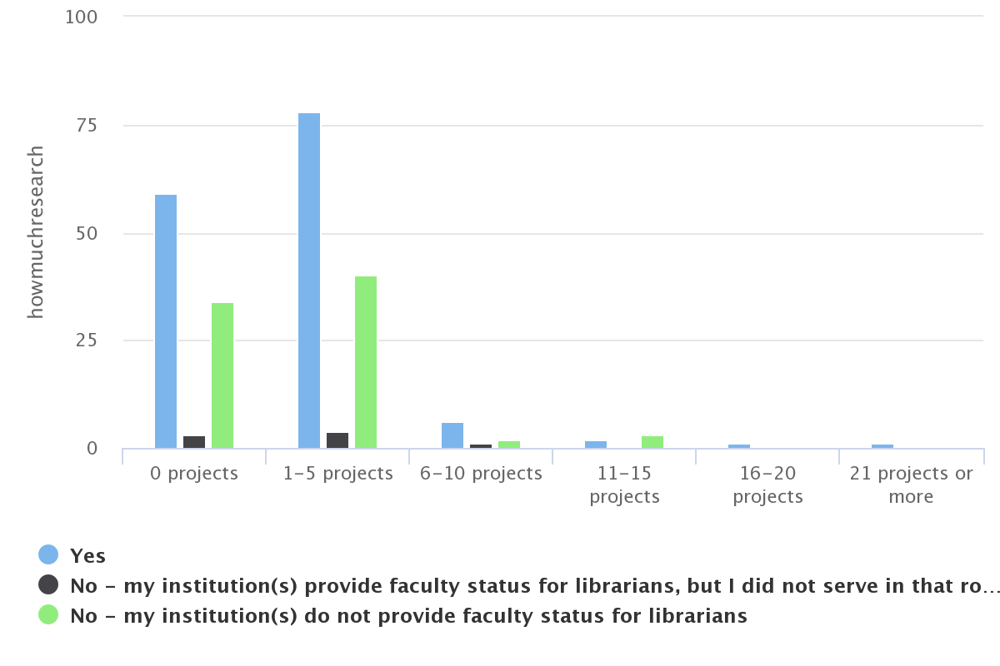 100
75
50
25
0
howmuchresearch
0 projects
1–5 projects
6–10 projects
11–15
projects
16–20
projects
21 projects or
more
Yes
No – my institution(s) provide faculty status for librarians, but I did not serve in that ro…
No – my institution(s) do not provide faculty status for librarians